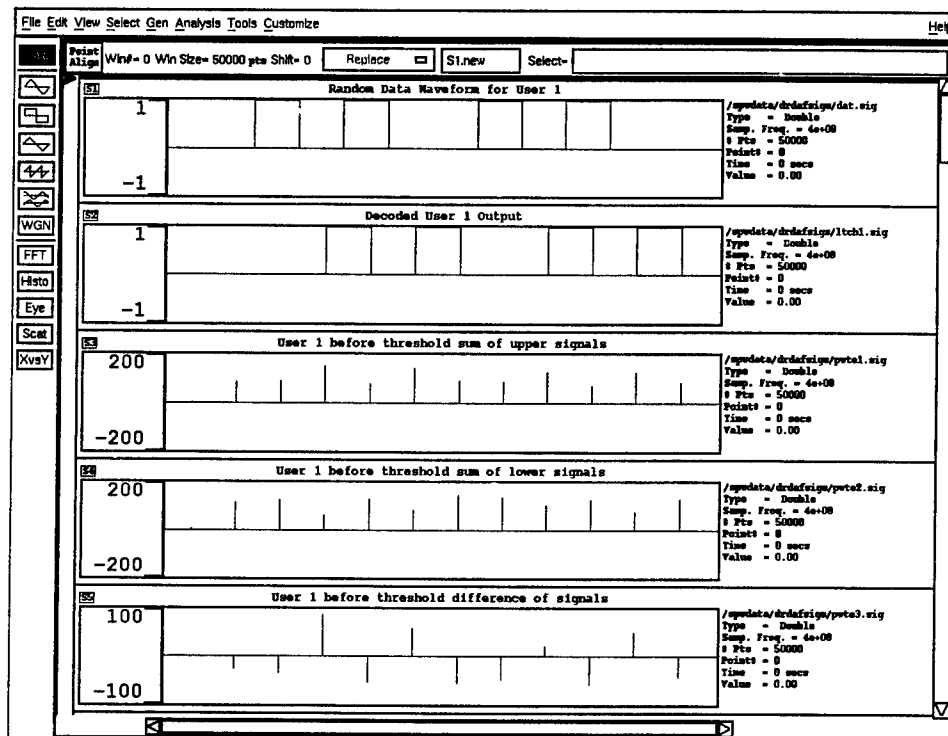 File Edit View Select Gen Analysis Tools Customize Help
Point Align Win#= 0 Win Size= 50000 pts Shift= 0 Replace S1.new Select=
WGN
FFT
Histo
Eye
Scat
XvsY
S1 Random Data Waveform for User 1
1
-1
/spwdata/drdafsigs/dat.sig
Type = Double
Samp. Freq. = 4e+08
# Pts = 50000
Point# = 0
Time = 0 secs
Value = 0.00
S2 Decoded User 1 Output
1
-1
/spwdata/drdafsigs/ltch1.sig
Type = Double
Samp. Freq. = 4e+08
# Pts = 50000
Point# = 0
Time = 0 secs
Value = 0.00
S3 User 1 before threshold sum of upper signals
200
-200
/spwdata/drdafsigs/pwte1.sig
Type = Double
Samp. Freq. = 4e+08
# Pts = 50000
Point# = 0
Time = 0 secs
Value = 0.00
S4 User 1 before threshold sum of lower signals
200
-200
/spwdata/drdafsigs/pwte2.sig
Type = Double
Samp. Freq. = 4e+08
# Pts = 50000
Point# = 0
Time = 0 secs
Value = 0.00
S5 User 1 before threshold difference of signals
100
-100
/spwdata/drdafsigs/pwte3.sig
Type = Double
Samp. Freq. = 4e+08
# Pts = 50000
Point# = 0
Time = 0 secs
Value = 0.00